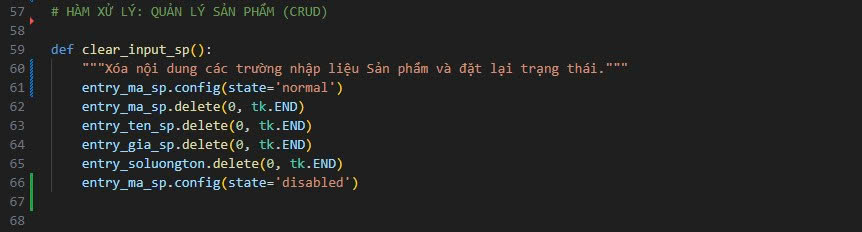 57 # HÀM XỬ LÝ: QUẢN LÝ SẢN PHẨM (CRUD)
58
59 def clear_input_sp():
60     """Xóa nội dung các trường nhập liệu Sản phẩm và đặt lại trạng thái."""
61     entry_ma_sp.config(state='normal')
62     entry_ma_sp.delete(0, tk.END)
63     entry_ten_sp.delete(0, tk.END)
64     entry_gia_sp.delete(0, tk.END)
65     entry_soluongton.delete(0, tk.END)
66     entry_ma_sp.config(state='disabled')
67
68